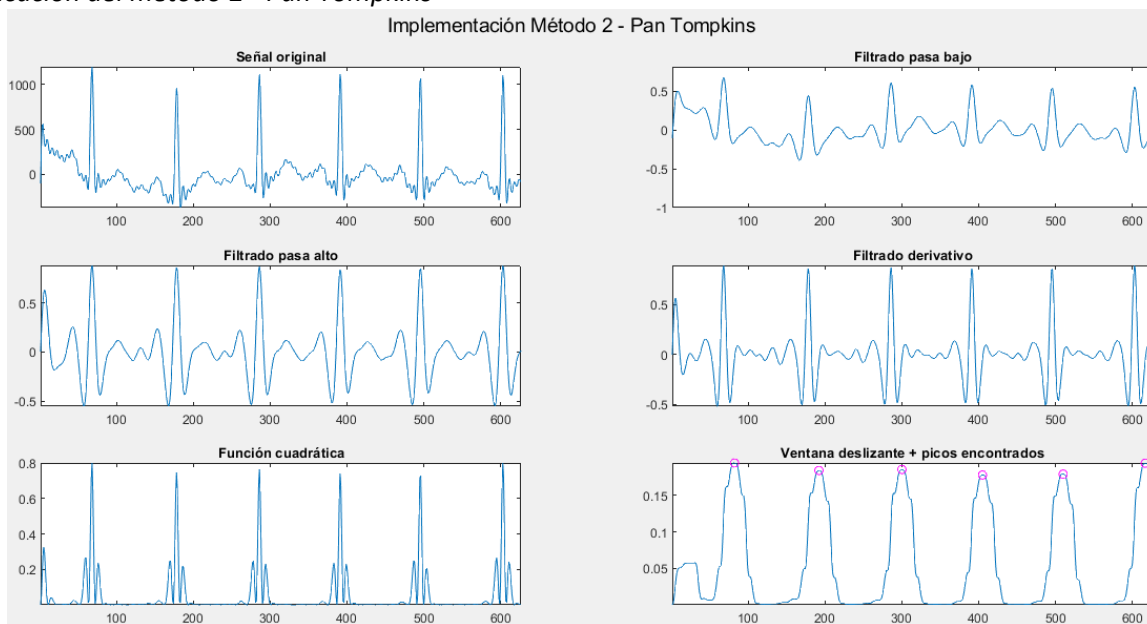 Implementación Método 2 - Pan Tompkins
Señal original
1000
500
0
100 200 300 400 500 600
Filtrado pasa bajo
0.5
0
-0.5
-1
100 200 300 400 500 600
Filtrado pasa alto
0.5
0
-0.5
100 200 300 400 500 600
Filtrado derivativo
0.5
0
-0.5
100 200 300 400 500 600
Función cuadrática
0.8
0.6
0.4
0.2
100 200 300 400 500 600
Ventana deslizante + picos encontrados
0.15
0.1
0.05
100 200 300 400 500 600